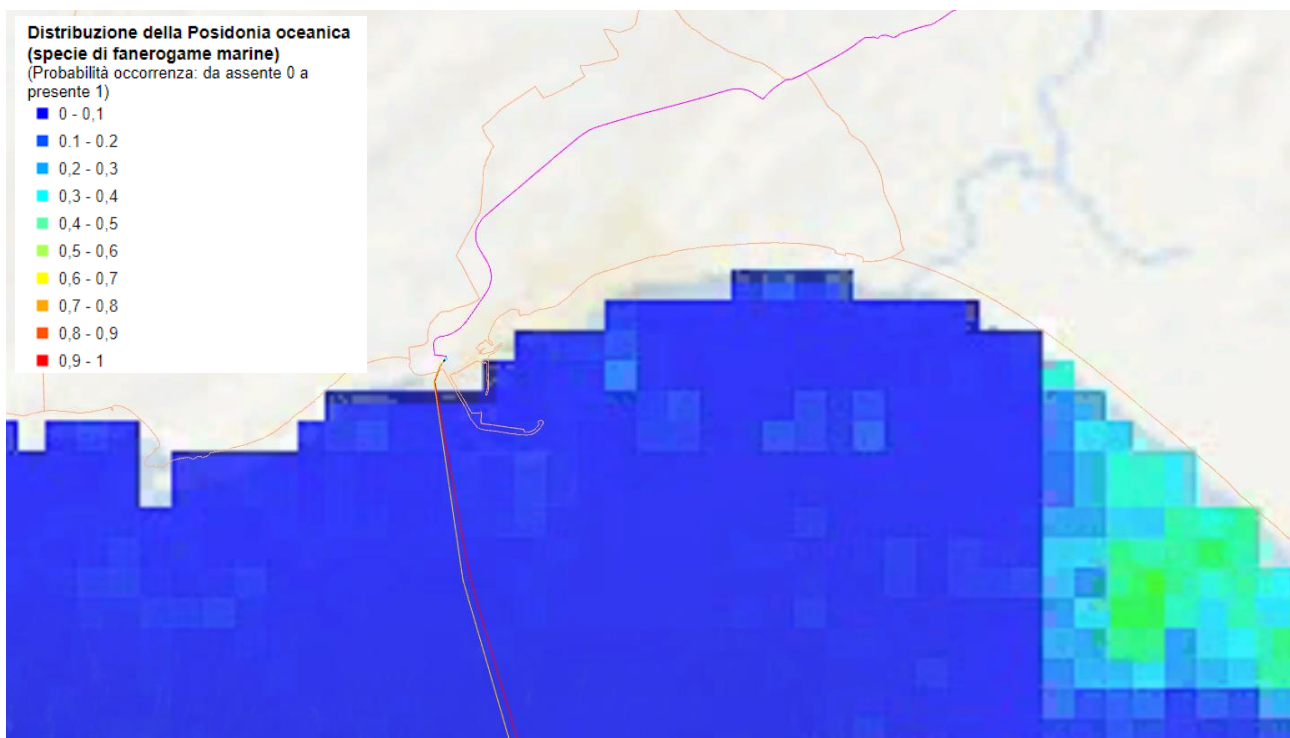 Distribuzione della Posidonia oceanica
(specie di fanerogame marine)
(Probabilità occorrenza: da assente 0 a
presente 1)
0 - 0,1
0.1 - 0.2
0,2 - 0,3
0,3 - 0,4
0,4 - 0,5
0,5 - 0,6
0,6 - 0,7
0,7 - 0,8
0,8 - 0,9
0,9 - 1